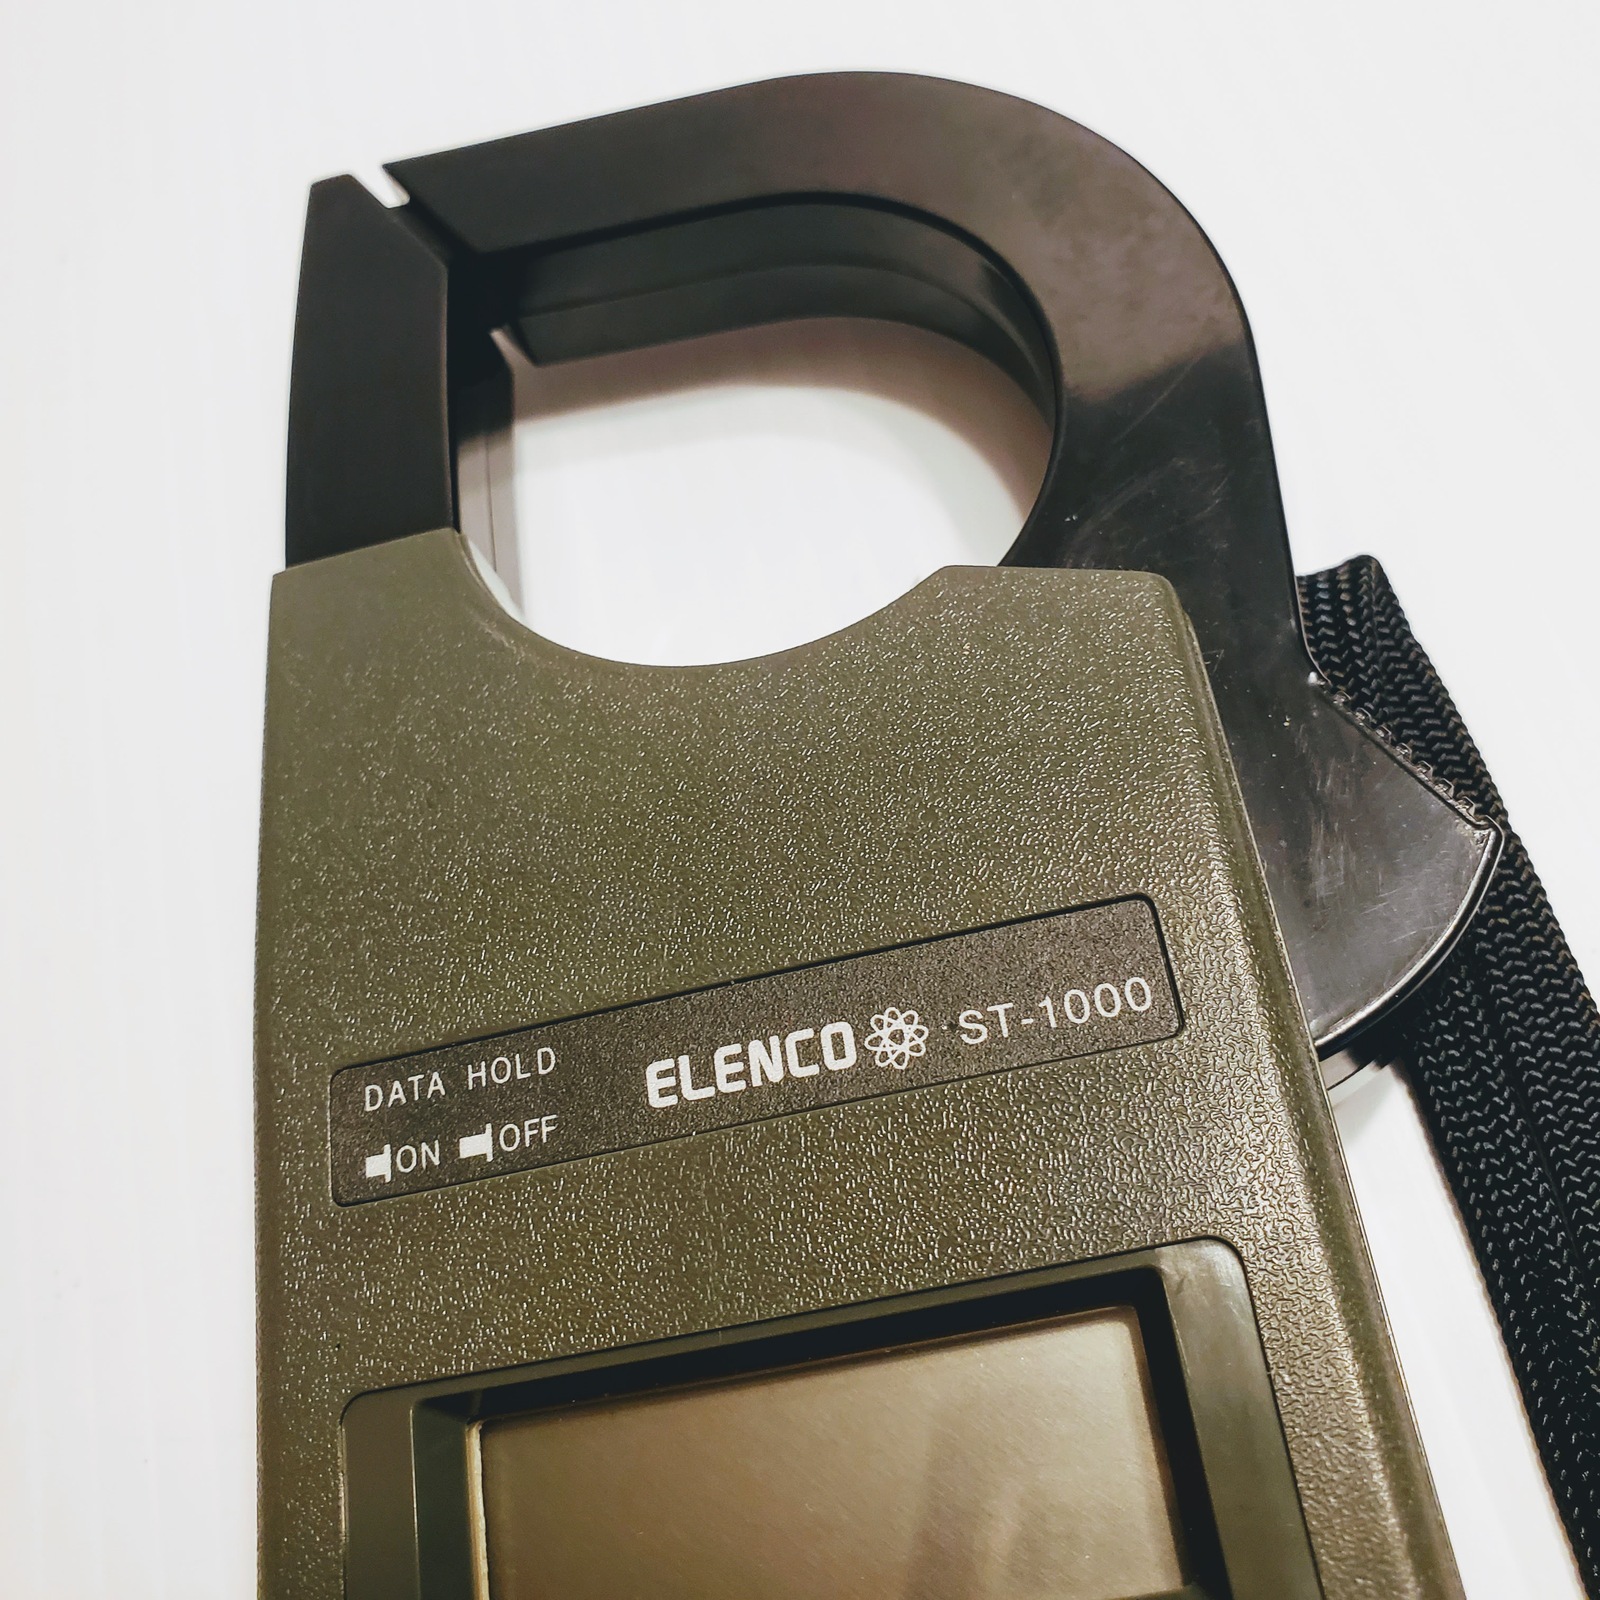 DATA HOLD
ON OFF
ELENCO ST-1000